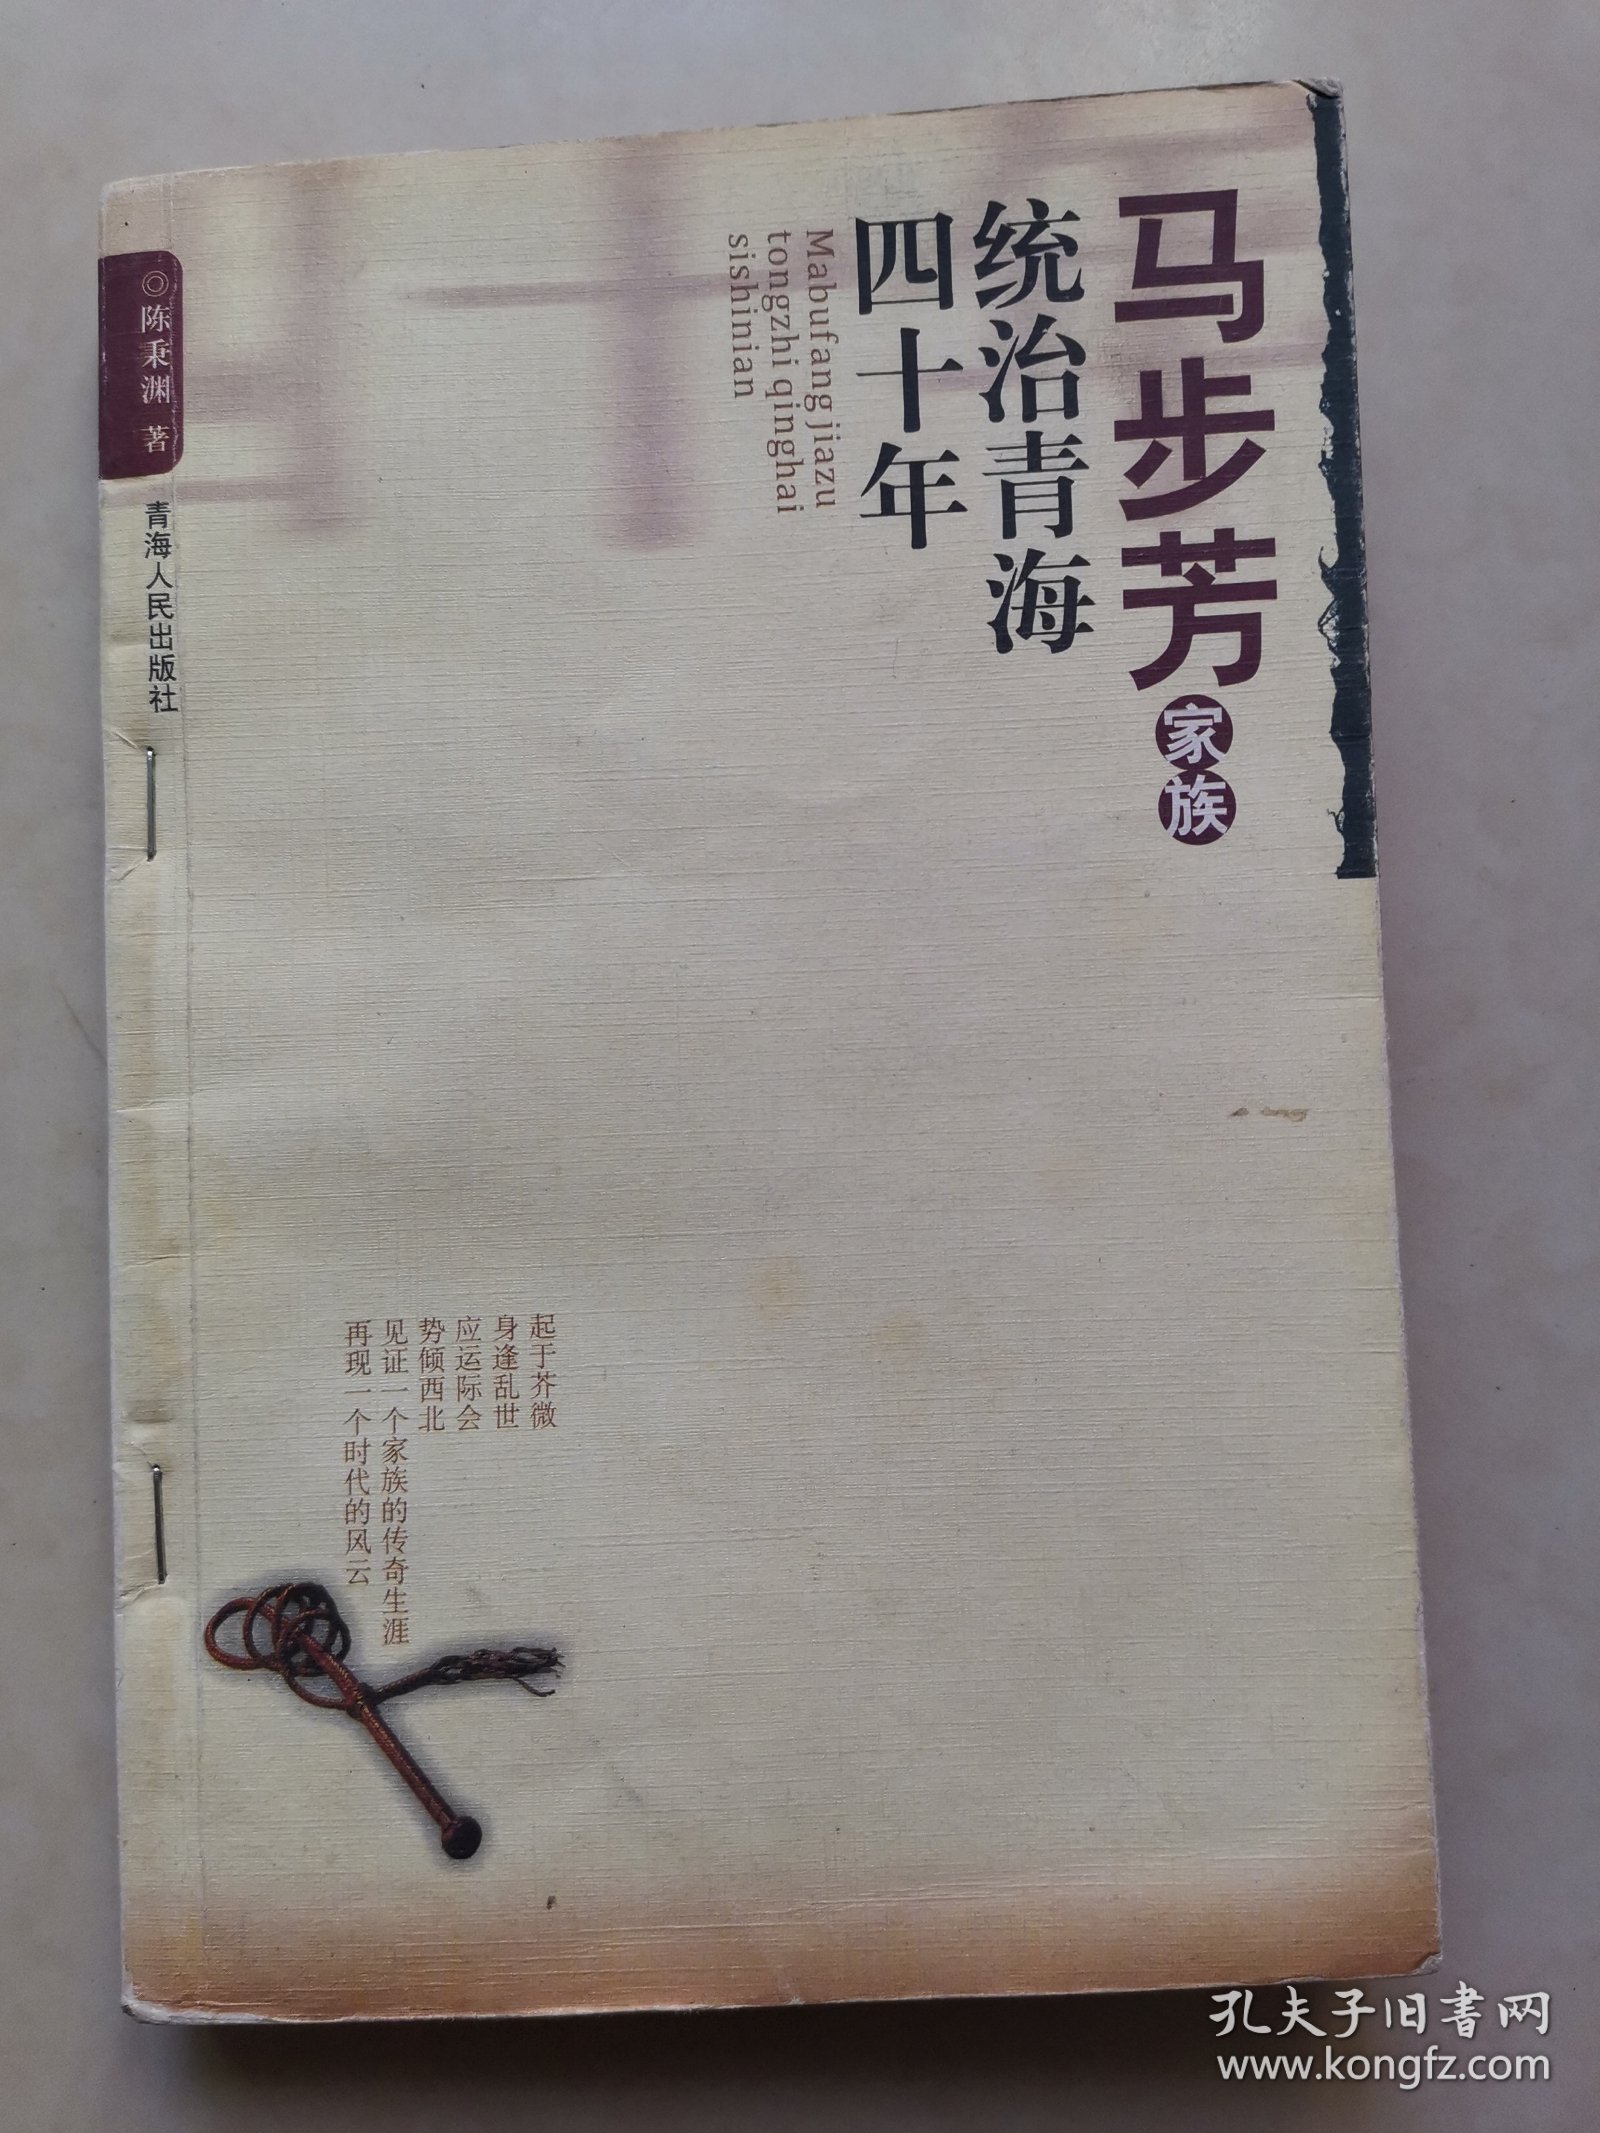 马步芳家族
统治青海
四十年
Mabufang jiazu
tongzhi qinghai
sishinian
◎陈秉渊 著
青海人民出版社
起于芥微
身逢乱世
应运际会
势倾西北
见证一个家族的传奇生涯
再现一个时代的风云
孔夫子旧书网
www.kongfz.com